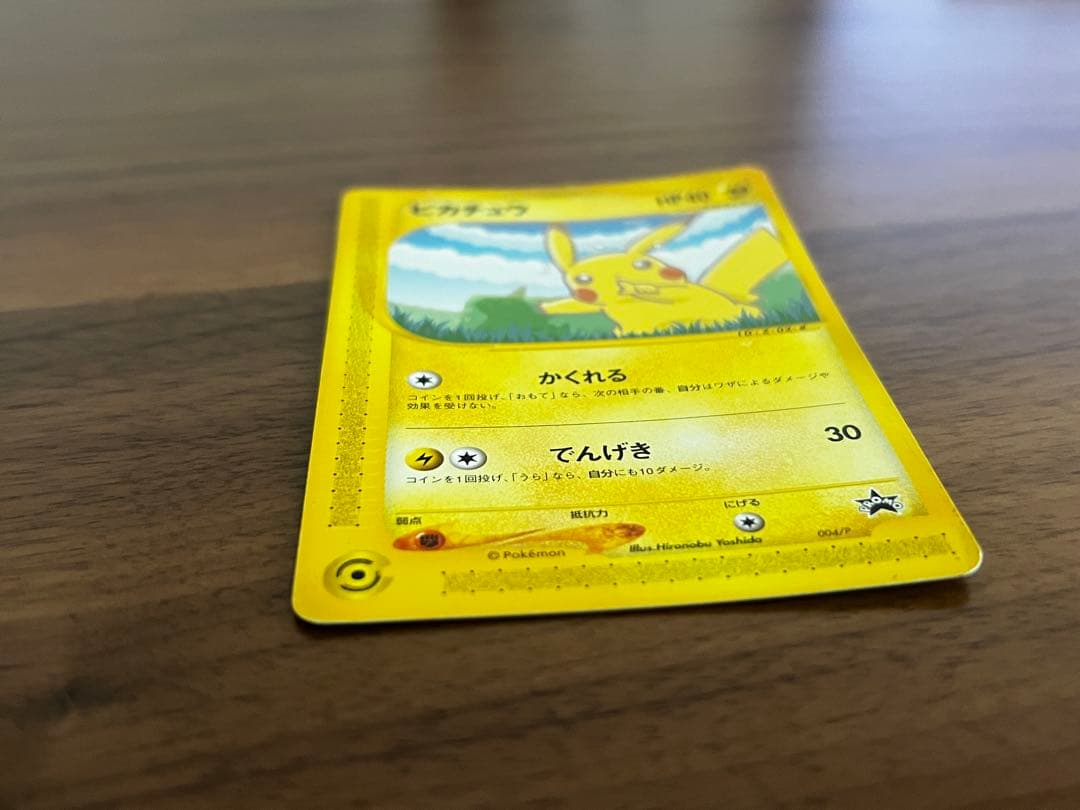 ピカチュウ HP40
かくれる
コインを1回投げ、「おもて」なら、次の相手の番、自分はワザによるダメージや
効果を受けない。
でんげき 30
コインを1回投げ、「うら」なら、自分にも10ダメージ。
弱点 抵抗力 にげる
PROMO
©Pokémon Illus.Hironobu Yoshida 004/P